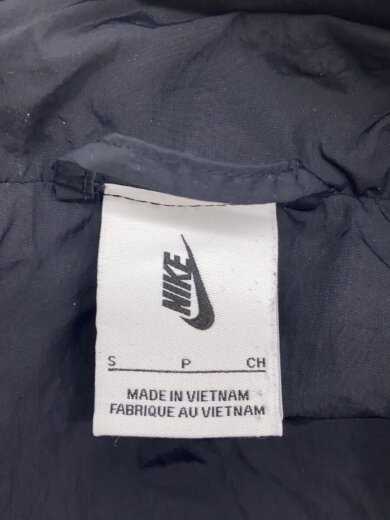 NIKE
S P CH
MADE IN VIETNAM
FABRIQUE AU VIETNAM